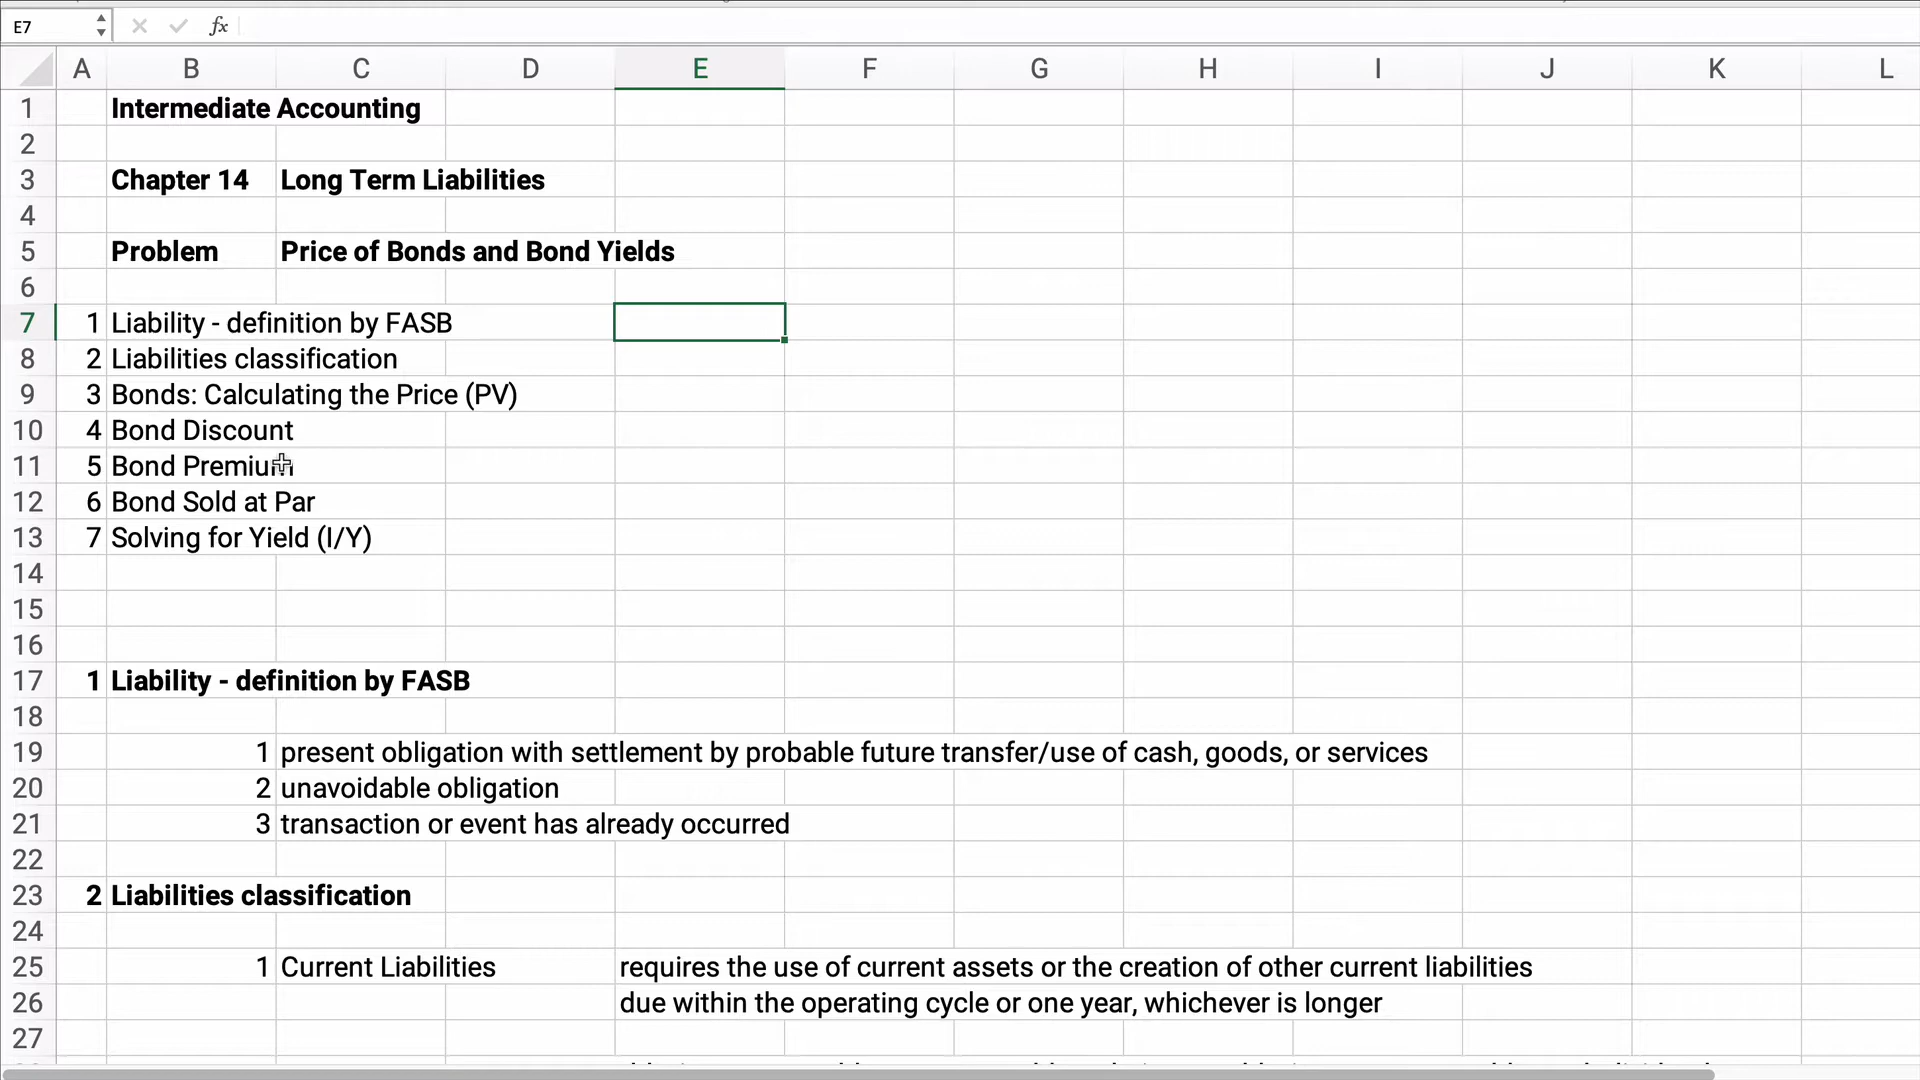 E7 fx
A B C D E F G H I J K L
1 Intermediate Accounting
2
3 Chapter 14 Long Term Liabilities
4
5 Problem Price of Bonds and Bond Yields
6
7 1 Liability - definition by FASB
8 2 Liabilities classification
9 3 Bonds: Calculating the Price (PV)
10 4 Bond Discount
11 5 Bond Premium
12 6 Bond Sold at Par
13 7 Solving for Yield (I/Y)
14
15
16
17 1 Liability - definition by FASB
18
19 1 present obligation with settlement by probable future transfer/use of cash, goods, or services
20 2 unavoidable obligation
21 3 transaction or event has already occurred
22
23 2 Liabilities classification
24
25 1 Current Liabilities requires the use of current assets or the creation of other current liabilities
26 due within the operating cycle or one year, whichever is longer
27